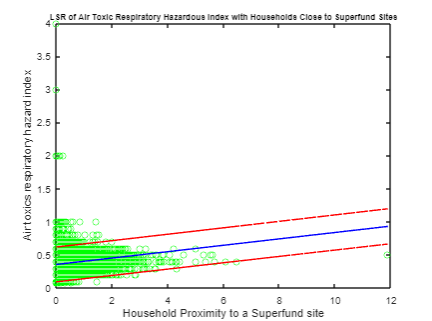 LSR of Air Toxic Respiratory Hazardous Index with Households Close to Superfund Sites
Air toxics respiratory hazard index
4
3.5
3
2.5
2
1.5
1
0.5
0
0 2 4 6 8 10 12
Household Proximity to a Superfund site